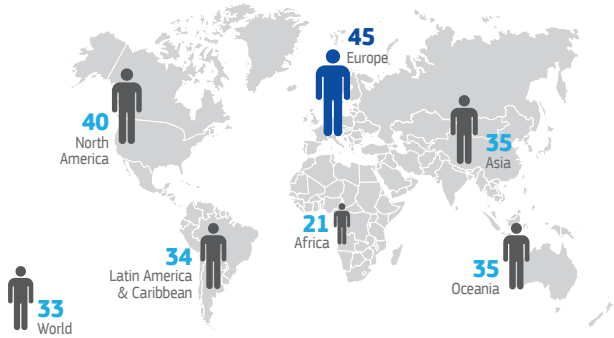 45
Europe
40
North
America
35
Asia
21
Africa
34
Latin America
& Caribbean
35
Oceania
33
World